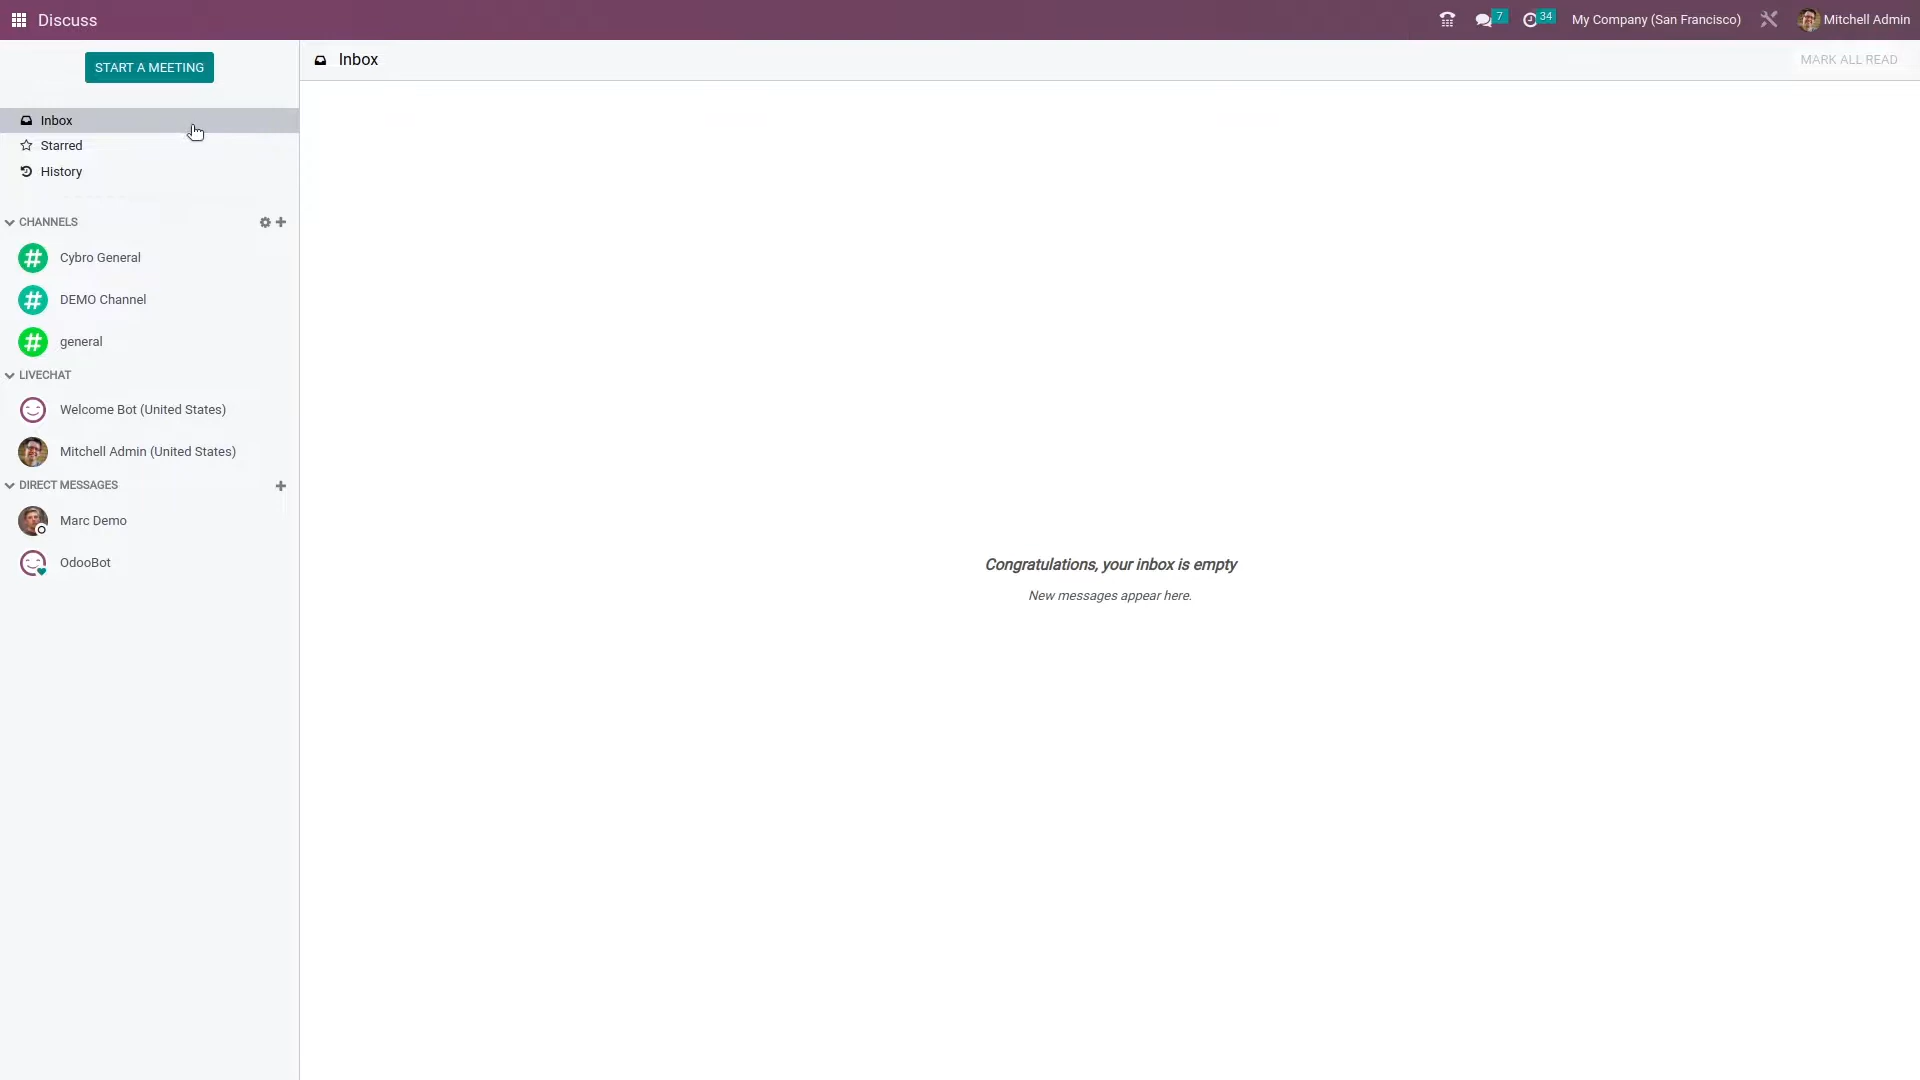 Discuss
7
34
My Company (San Francisco)
Mitchell Admin
START A MEETING
Inbox
MARK ALL READ
Inbox
Starred
History
CHANNELS
Cybro General
DEMO Channel
general
LIVECHAT
Welcome Bot (United States)
Mitchell Admin (United States)
DIRECT MESSAGES
Marc Demo
OdooBot
Congratulations, your inbox is empty
New messages appear here.